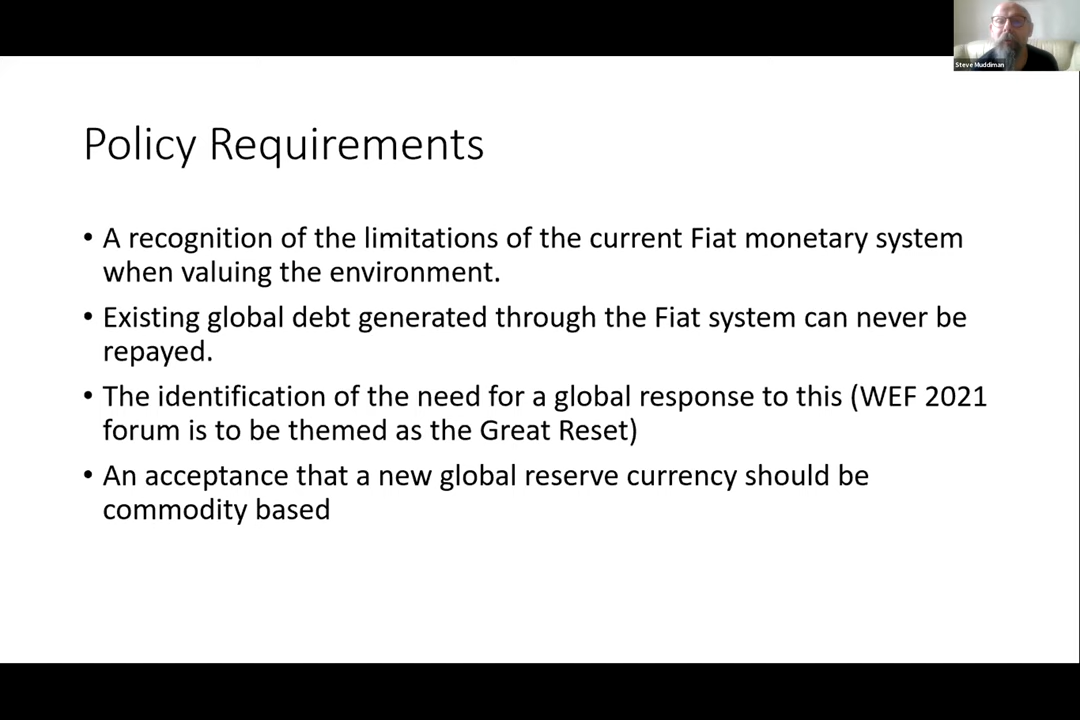 Steve Muddiman
Policy Requirements
• A recognition of the limitations of the current Fiat monetary system
when valuing the environment.
• Existing global debt generated through the Fiat system can never be
repayed.
• The identification of the need for a global response to this (WEF 2021
forum is to be themed as the Great Reset)
• An acceptance that a new global reserve currency should be
commodity based